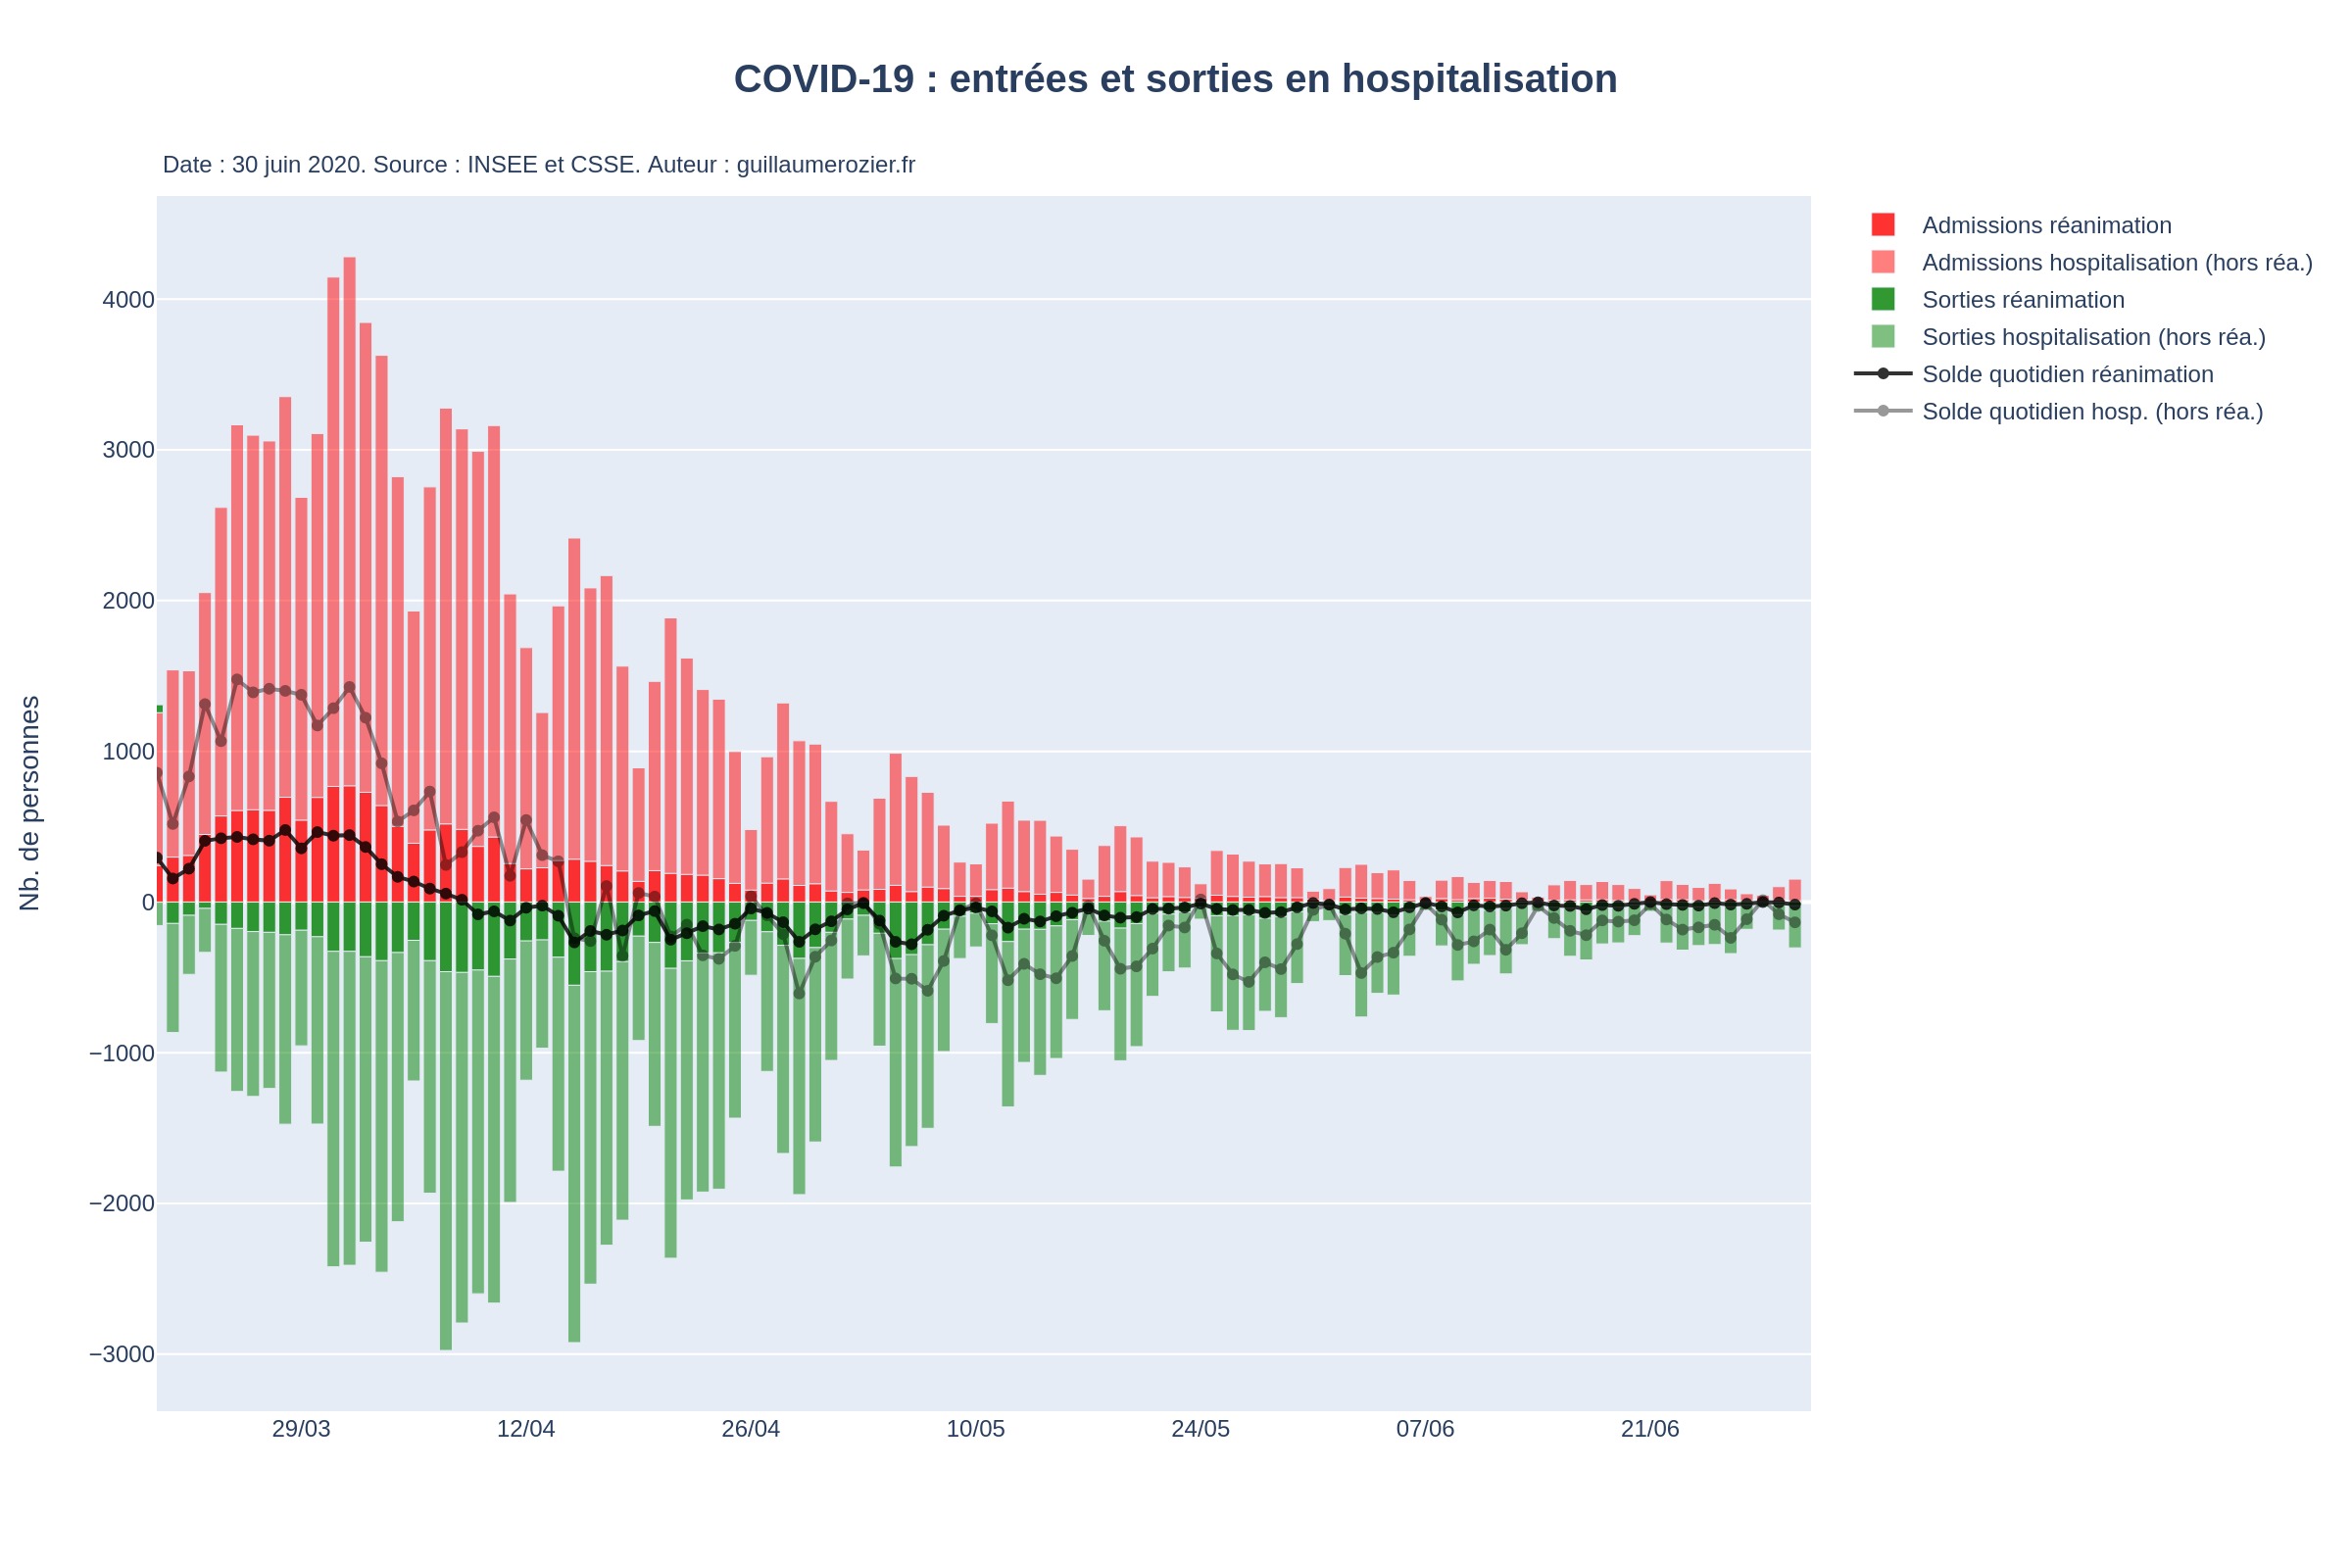 COVID-19 : entrées et sorties en hospitalisation
Date : 30 juin 2020. Source : INSEE et CSSE. Auteur : guillaumerozier.fr
Admissions réanimation
Admissions hospitalisation (hors réa.)
Sorties réanimation
Sorties hospitalisation (hors réa.)
Solde quotidien réanimation
Solde quotidien hosp. (hors réa.)
Nb. de personnes
4000
3000
2000
1000
0
−1000
−2000
−3000
29/03 12/04 26/04 10/05 24/05 07/06 21/06